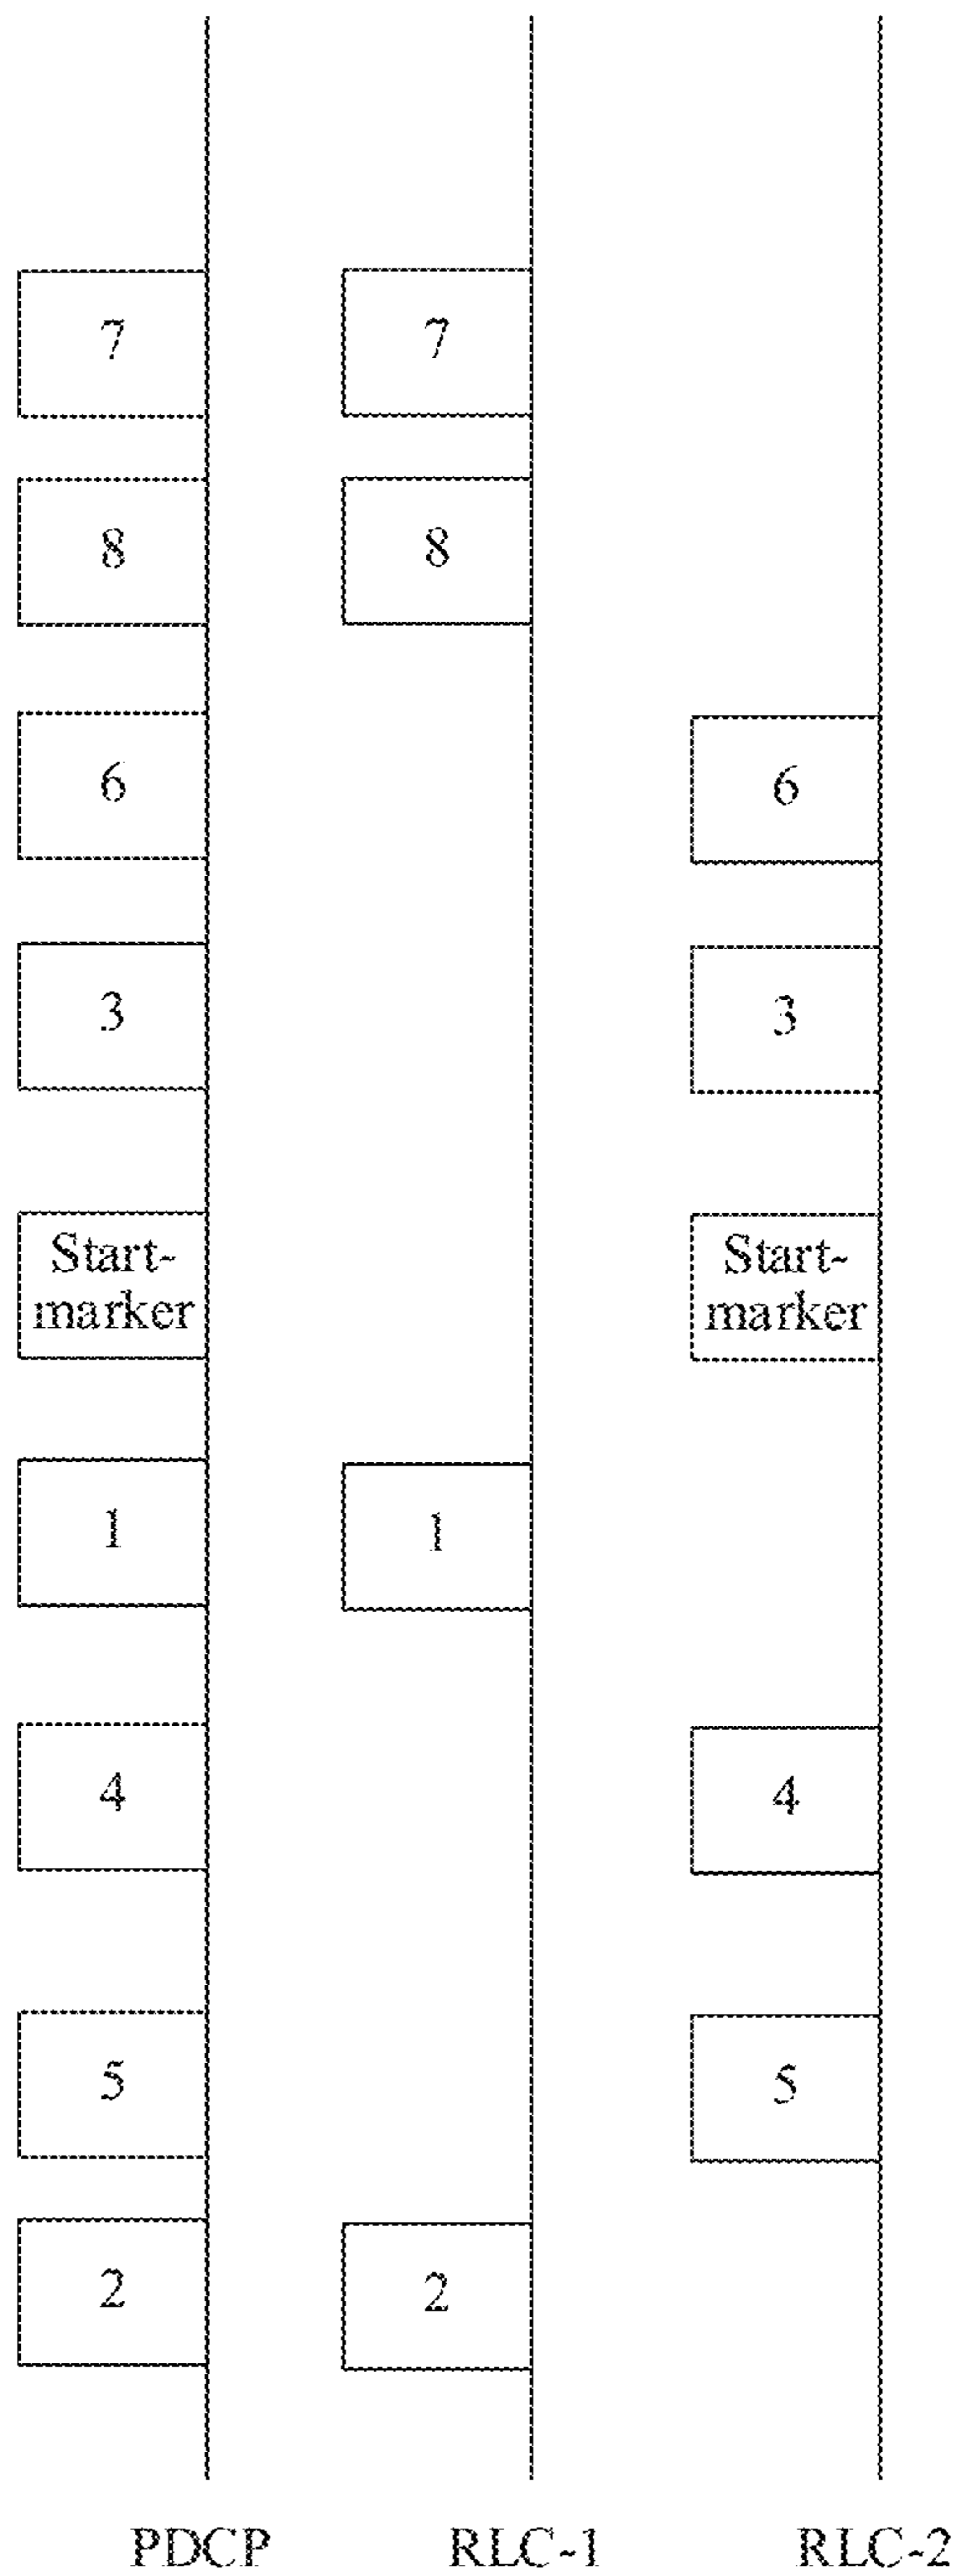 7 7
8 8
6 6
3 3
Start- Start-
marker marker
1 1
4 4
5 5
2 2
PDCP RLC-1 RLC-2